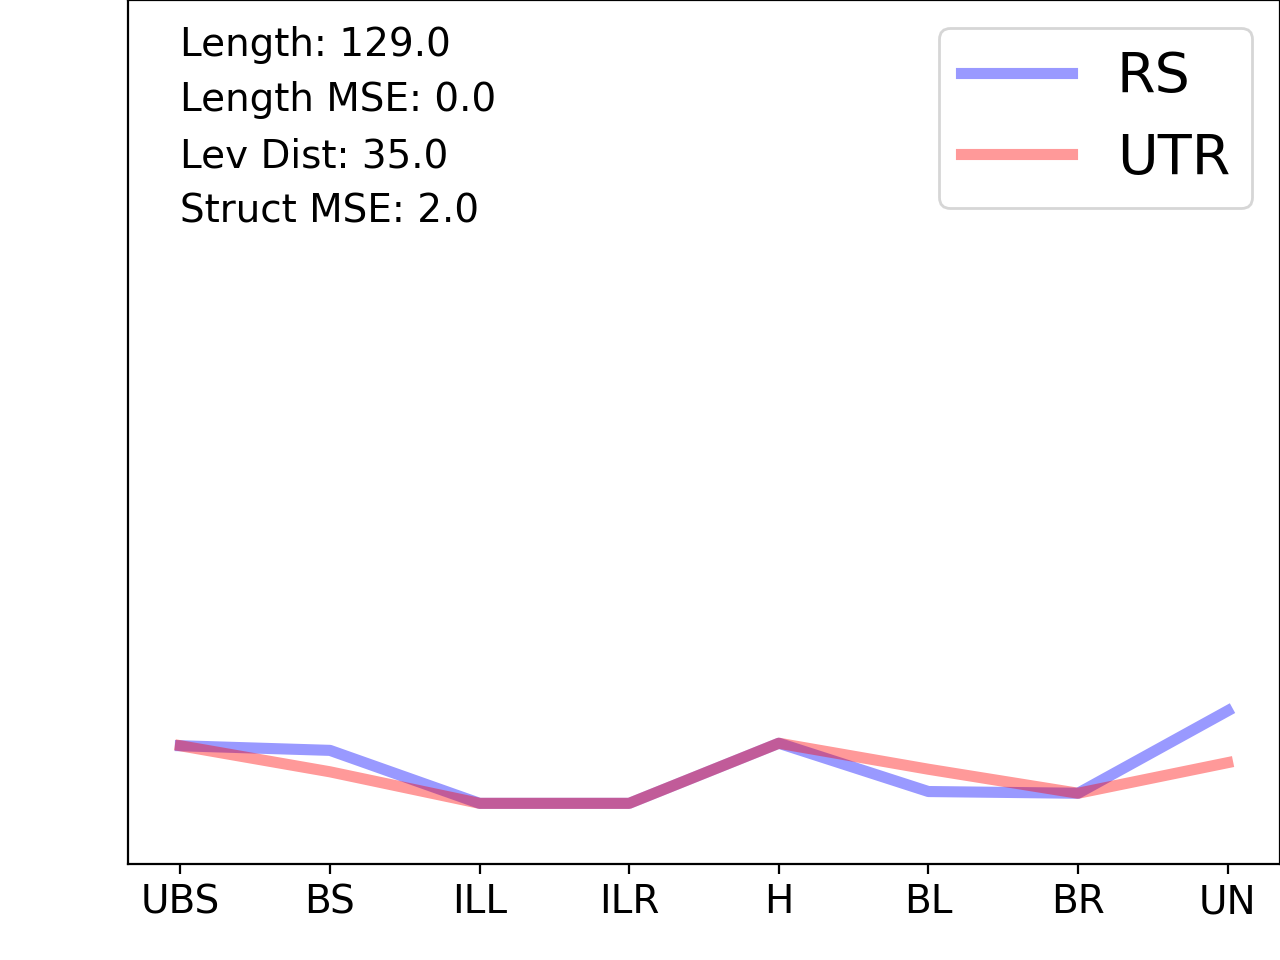 Length: 129.0
Length MSE: 0.0
Lev Dist: 35.0
Struct MSE: 2.0
RS
UTR
UBS BS ILL ILR H BL BR UN